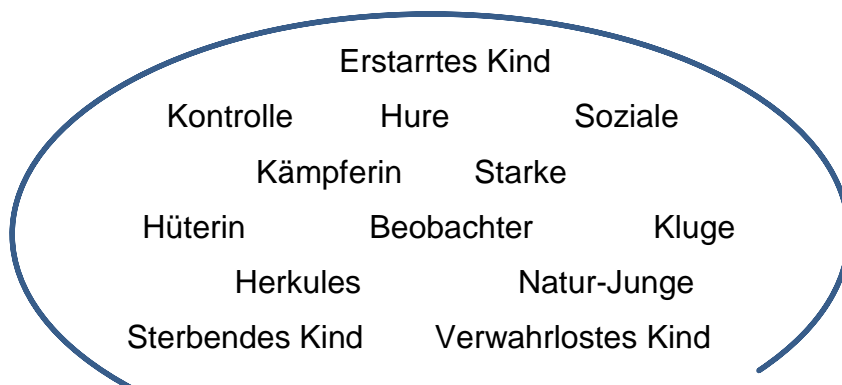 Erstarrtes Kind
Kontrolle Hure Soziale
Kämpferin Starke
Hüterin Beobachter Kluge
Herkules Natur-Junge
Sterbendes Kind Verwahrlostes Kind